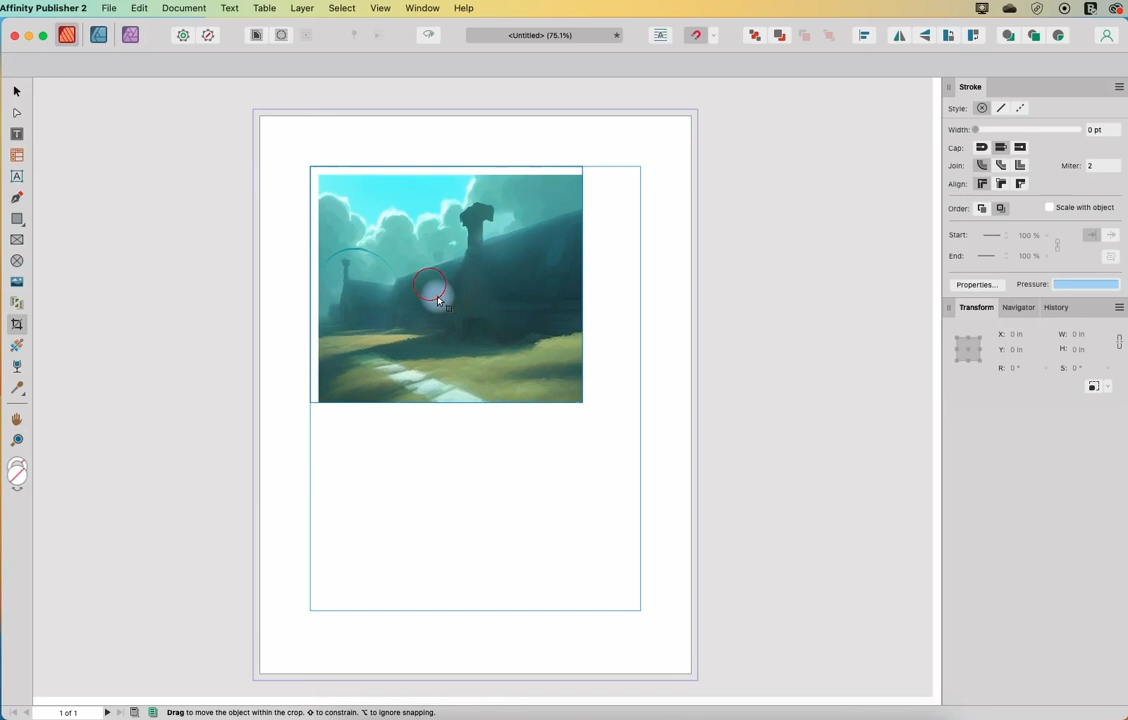 Affinity Publisher 2 File Edit Document Text Table Layer Select View Window Help
<Untitled> (75.1%)
Stroke
Style:
Width: 0 pt
Cap:
Join: Miter: 2
Align:
Order: Scale with object
Start: 100 %
End: 100 %
Properties... Pressure:
Transform Navigator History
X: 0 in W: 0 in
Y: 0 in H: 0 in
R: 0 ° S: 0 °
1 of 1 Drag to move the object within the crop. ⇧ to constrain. ⌥ to ignore snapping.